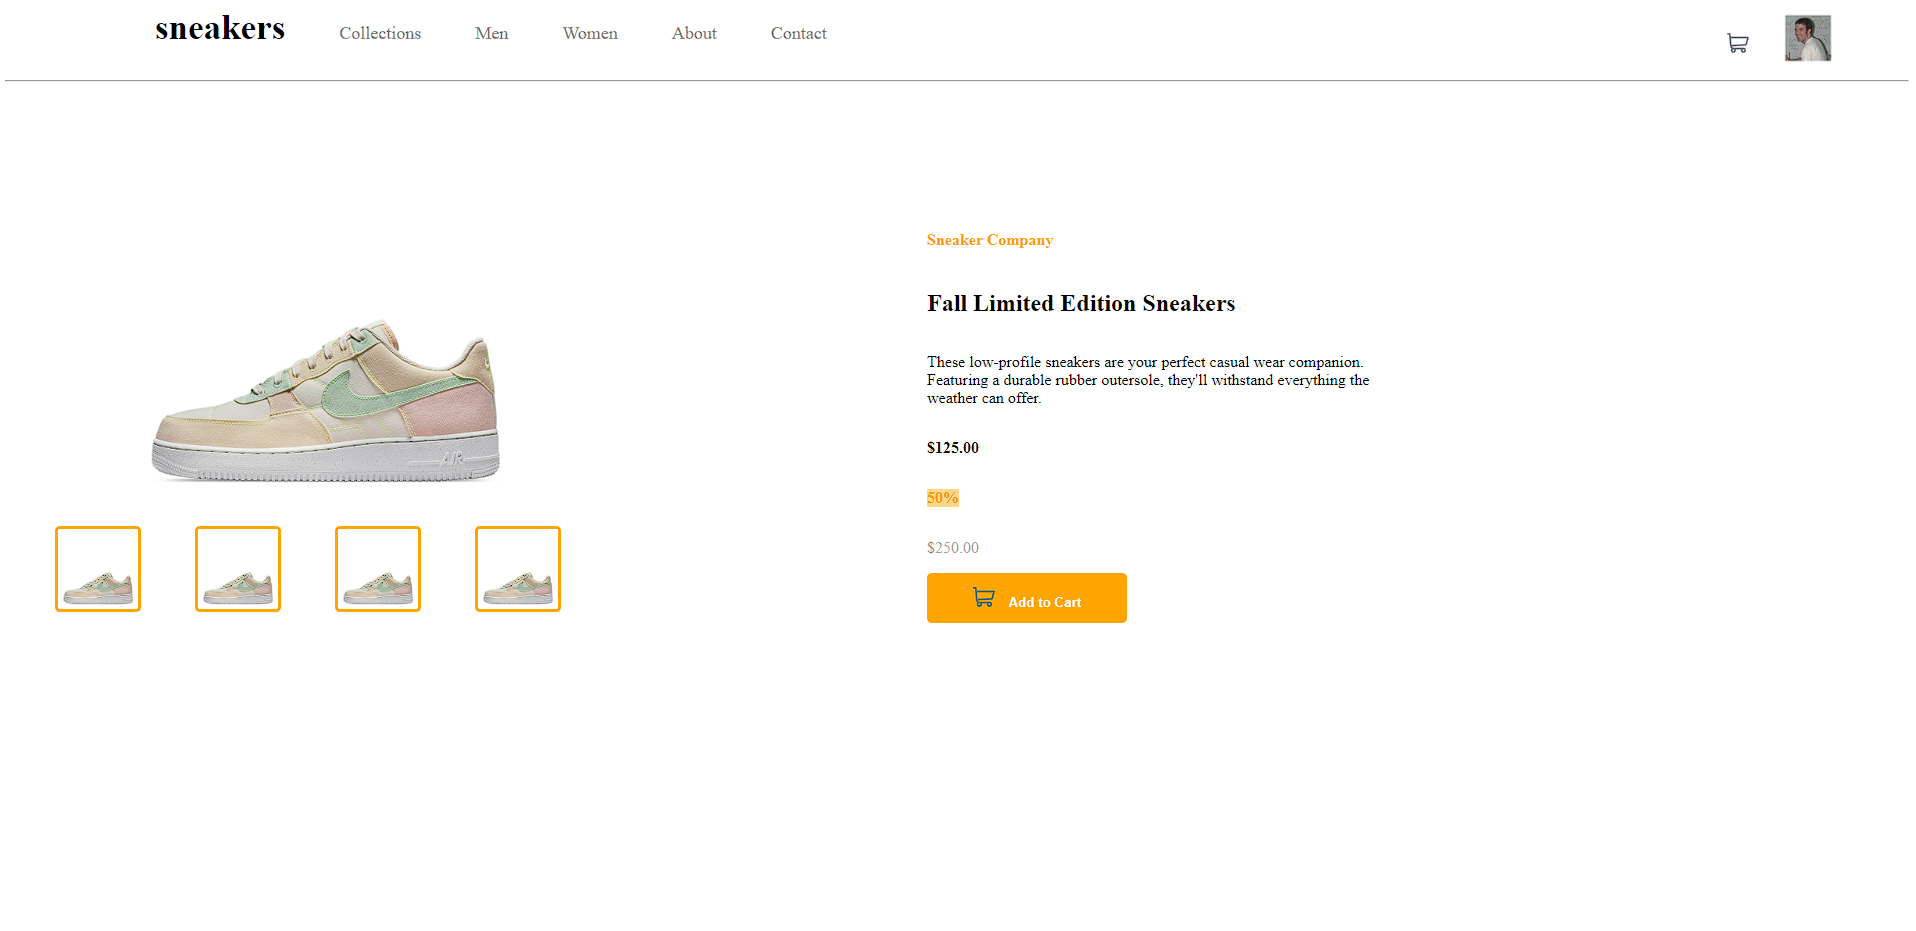 sneakers
Collections
Men
Women
About
Contact
Sneaker Company
Fall Limited Edition Sneakers
These low-profile sneakers are your perfect casual wear companion.
Featuring a durable rubber outersole, they'll withstand everything the
weather can offer.
AIR
$125.00
50%
$250.00
Add to Cart